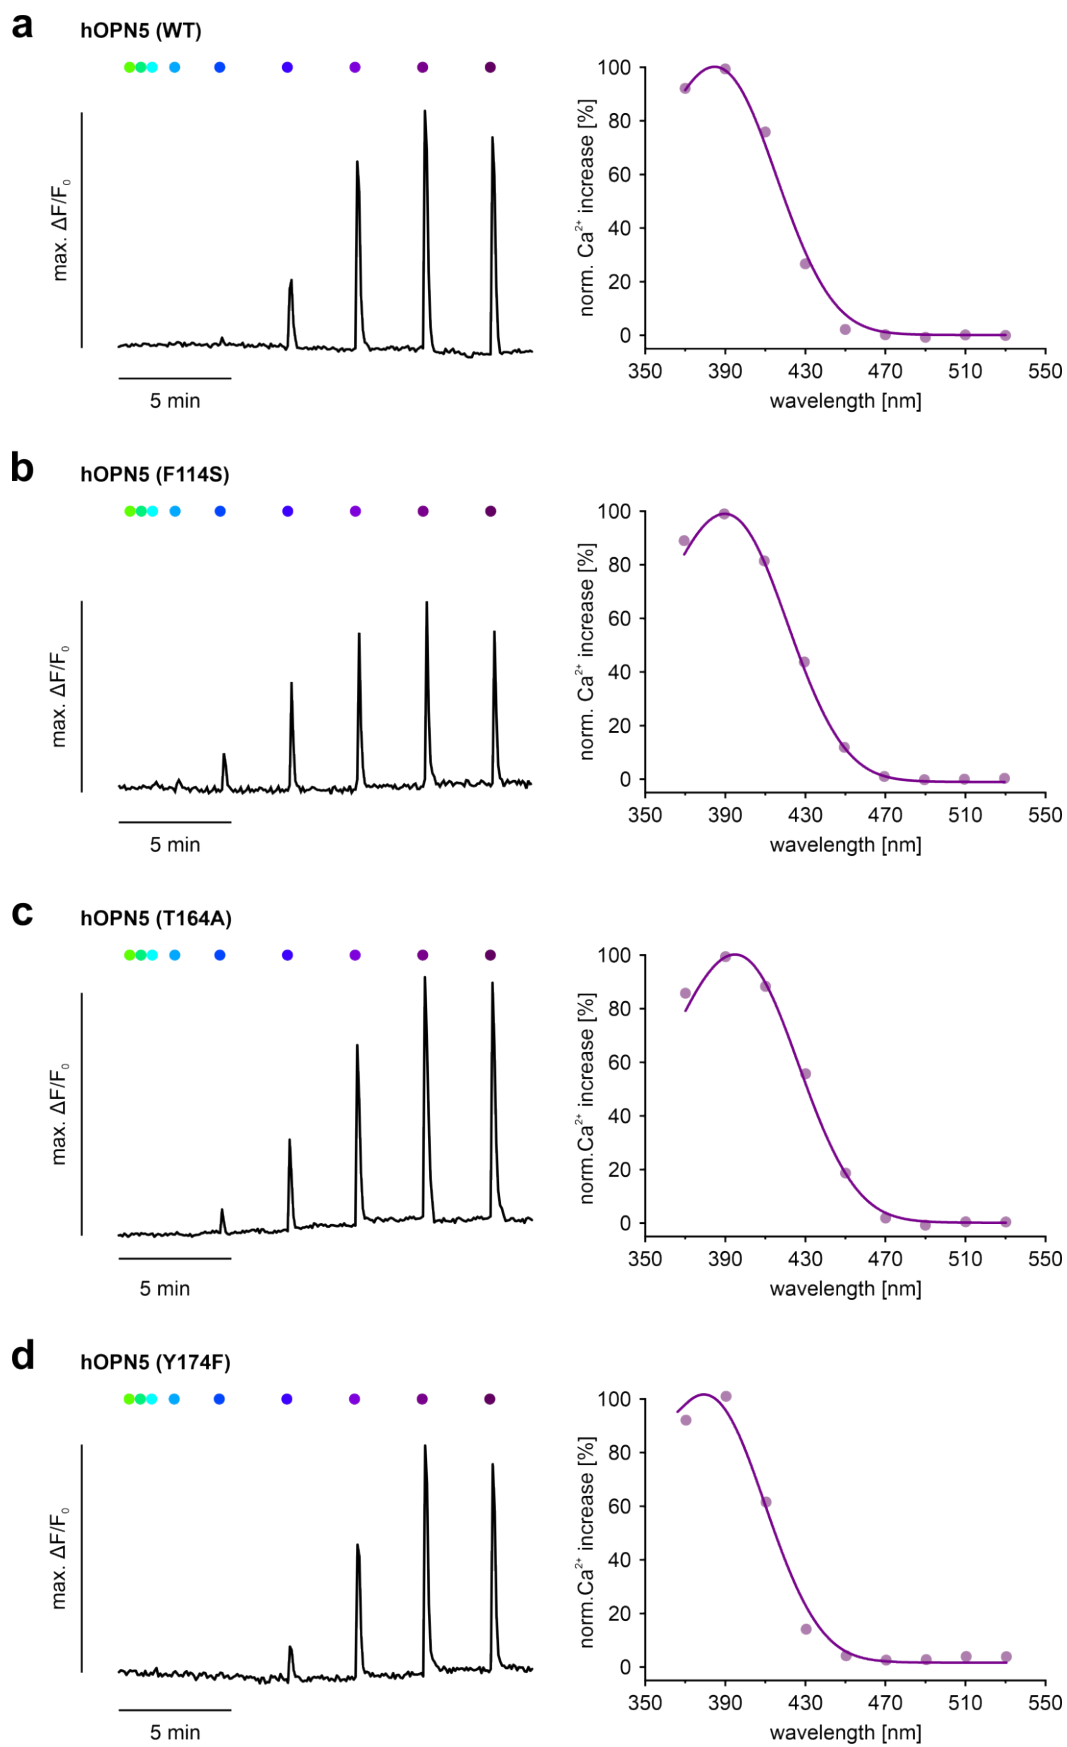 a
hOPN5 (WT)
max. ΔF/F₀
5 min
norm. Ca²⁺ increase [%]
100
80
60
40
20
0
350 390 430 470 510 550
wavelength [nm]
b
hOPN5 (F114S)
max. ΔF/F₀
5 min
norm. Ca²⁺ increase [%]
100
80
60
40
20
0
350 390 430 470 510 550
wavelength [nm]
c
hOPN5 (T164A)
max. ΔF/F₀
5 min
norm.Ca²⁺ increase [%]
100
80
60
40
20
0
350 390 430 470 510 550
wavelength [nm]
d
hOPN5 (Y174F)
max. ΔF/F₀
5 min
norm.Ca²⁺ increase [%]
100
80
60
40
20
0
350 390 430 470 510 550
wavelength [nm]